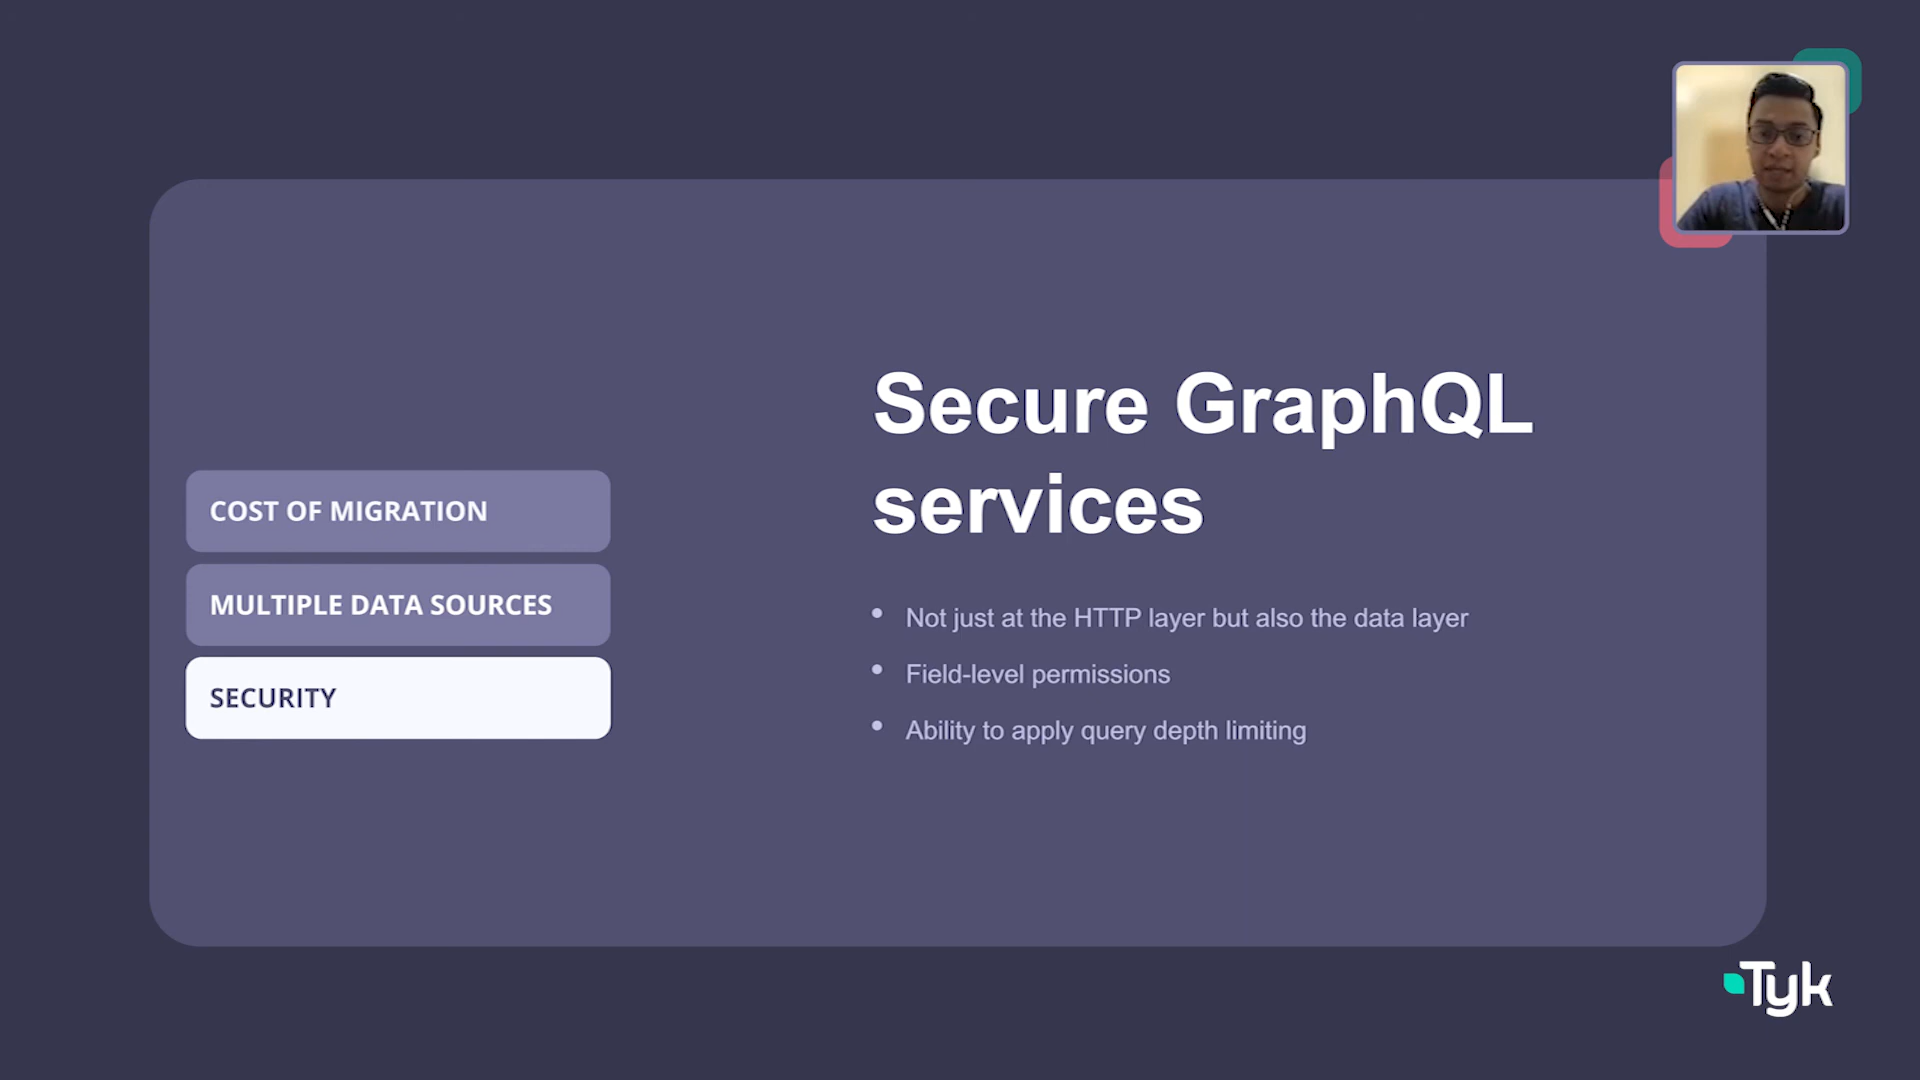 COST OF MIGRATION
MULTIPLE DATA SOURCES
SECURITY
Secure GraphQL
services
• Not just at the HTTP layer but also the data layer
• Field-level permissions
• Ability to apply query depth limiting
Tyk